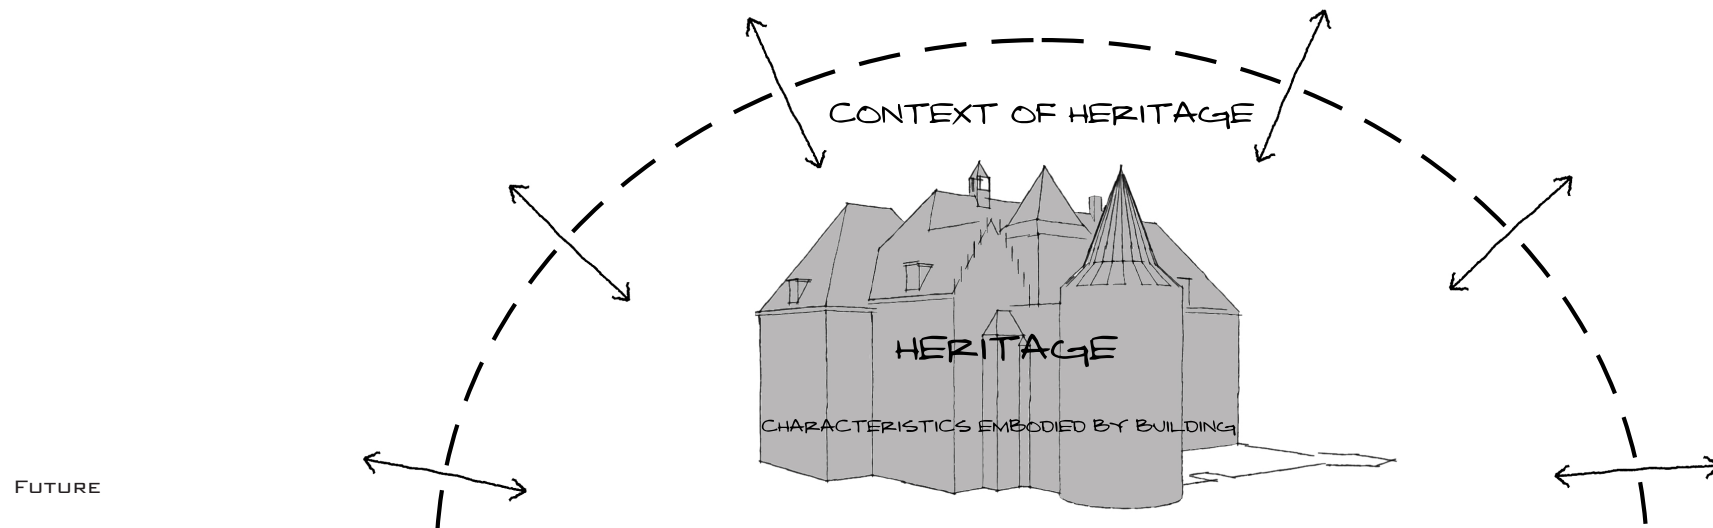 CONTEXT OF HERITAGE
HERITAGE
CHARACTERISTICS EMBODIED BY BUILDING
FUTURE